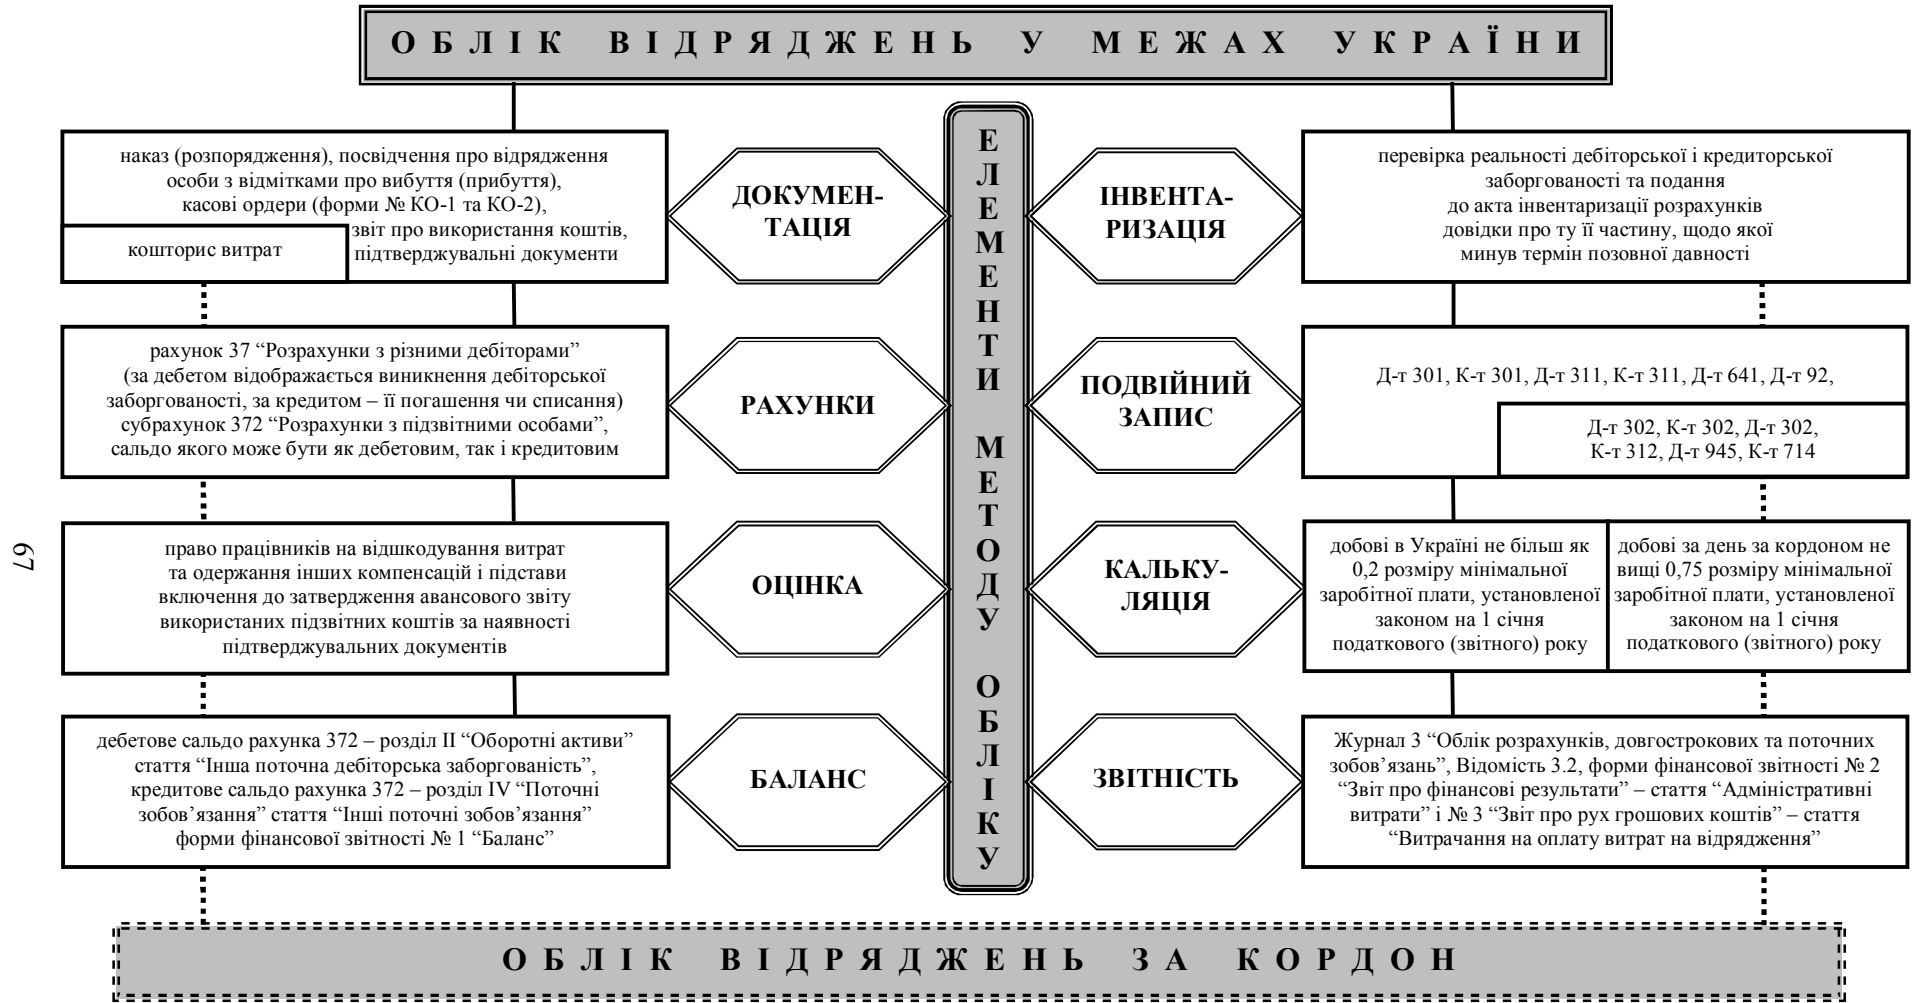 ОБЛІК ВІДРЯДЖЕНЬ У МЕЖАХ УКРАЇНИ
наказ (розпорядження), посвідчення про відрядження
особи з відмітками про вибуття (прибуття),
касові ордери (форми № КО-1 та КО-2),
звіт про використання коштів,
підтверджувальні документи
кошторис витрат
ДОКУМЕН-
ТАЦІЯ
ЕЛЕМЕНТИ МЕТОДУ ОБЛІКУ
ІНВЕНТА-
РИЗАЦІЯ
перевірка реальності дебіторської і кредиторської
заборгованості та подання
до акта інвентаризації розрахунків
довідки про ту її частину, щодо якої
минув термін позовної давності
рахунок 37 “Розрахунки з різними дебіторами”
(за дебетом відображається виникнення дебіторської
заборгованості, за кредитом – її погашення чи списання)
субрахунок 372 “Розрахунки з підзвітними особами”,
сальдо якого може бути як дебетовим, так і кредитовим
РАХУНКИ
ПОДВІЙНИЙ
ЗАПИС
Д-т 301, К-т 301, Д-т 311, К-т 311, Д-т 641, Д-т 92,
Д-т 302, К-т 302, Д-т 302,
К-т 312, Д-т 945, К-т 714
67
право працівників на відшкодування витрат
та одержання інших компенсацій і підстави
включення до затвердження авансового звіту
використаних підзвітних коштів за наявності
підтверджувальних документів
ОЦІНКА
КАЛЬКУ-
ЛЯЦІЯ
добові в Україні не більш як
0,2 розміру мінімальної
заробітної плати, установленої
законом на 1 січня
податкового (звітного) року
добові за день за кордоном не
вищі 0,75 розміру мінімальної
заробітної плати, установленої
законом на 1 січня
податкового (звітного) року
дебетове сальдо рахунка 372 – розділ ІІ “Оборотні активи”
стаття “Інша поточна дебіторська заборгованість”,
кредитове сальдо рахунка 372 – розділ IV “Поточні
зобов’язання” стаття “Інші поточні зобов’язання”
форми фінансової звітності № 1 “Баланс”
БАЛАНС
ЗВІТНІСТЬ
Журнал 3 “Облік розрахунків, довгострокових та поточних
зобов’язань”, Відомість 3.2, форми фінансової звітності № 2
“Звіт про фінансові результати” – стаття “Адміністративні
витрати” і № 3 “Звіт про рух грошових коштів” – стаття
“Витрачання на оплату витрат на відрядження”
ОБЛІК ВІДРЯДЖЕНЬ ЗА КОРДОН